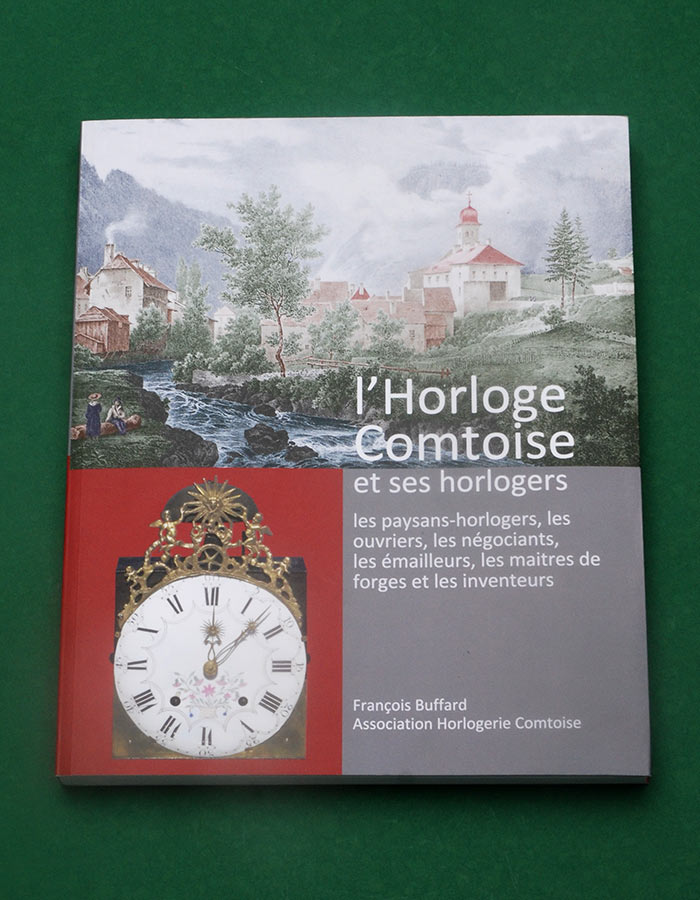 l'Horloge
Comtoise
et ses horlogers
les paysans-horlogers, les
ouvriers, les négociants,
les émailleurs, les maitres de
forges et les inventeurs
François Buffard
Association Horlogerie Comtoise